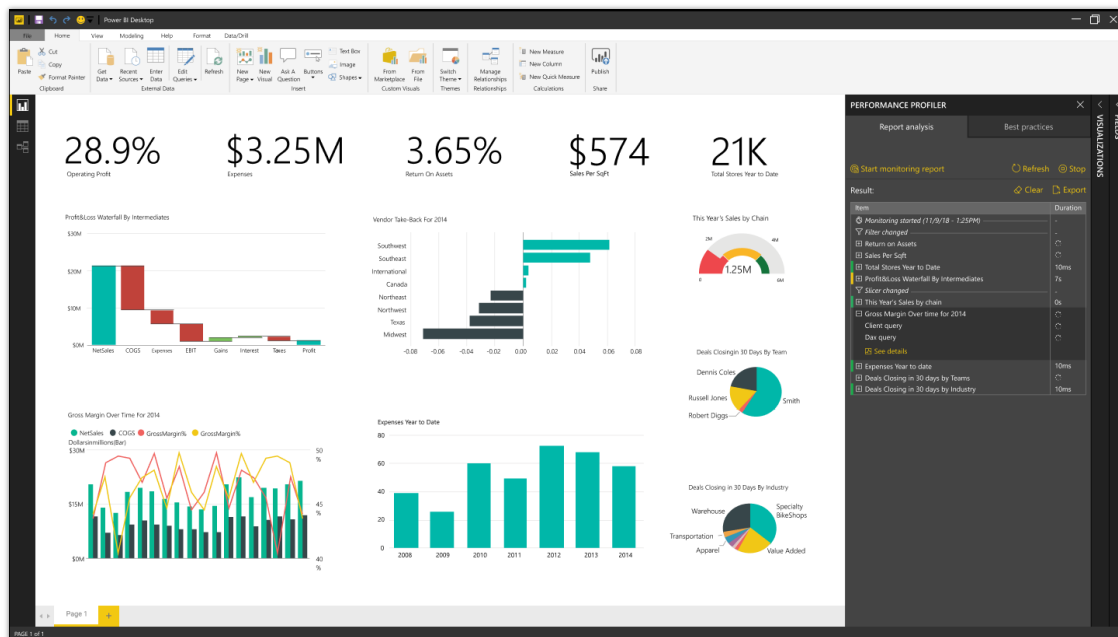 Power BI Desktop
File Home View Modeling Help Format Data/Drill
Paste
Cut
Copy
Format Painter
Clipboard
Get Data
Recent Sources
Enter Data
Edit Queries
Refresh
External Data
New Page
New Visual
Ask A Question
Buttons
Text Box
Image
Shapes
Insert
From Marketplace
From File
Custom Visuals
Switch Theme
Themes
Manage Relationships
Relationships
New Measure
New Column
New Quick Measure
Calculations
Publish
Share
28.9%
Operating Profit
$3.25M
Expenses
3.65%
Return On Assets
$574
Sales Per SqFt
21K
Total Stores Year to Date
Profit&Loss Waterfall By Intermediates
$30M
$20M
$10M
$0M
NetSales COGS Expenses EBIT Gains Interest Takes Profit
Vendor Take-Back For 2014
Southwest
Southeast
International
Canada
Northeast
Northwest
Texas
Midwest
-0.08 -0.06 -0.04 -0.02 0.00 0.02 0.04 0.06 0.08
This Year's Sales by Chain
2M 4M
1.25M
0 6M
Deals Closingin 30 Days By Team
Dennis Coles
Russell Jones
Robert Diggs
Smith
Gross Margin Over Time For 2014
NetSales COGS GrossMargin% GrossMargin%
Dollarsinmillions(Bar)
$30M
$15M
$0M
50 %
45 %
40 %
Expenses Year to Date
80
60
40
20
0
2008 2009 2010 2011 2012 2013 2014
Deals Closing in 30 Days By Industry
Warehouse
Specialty BikeShops
Transportation
Apparel
Value Added
PERFORMANCE PROFILER
Report analysis Best practices
Start monitoring report Refresh Stop
Result: Clear Export
Item Duration
Monitoring started (11/9/18 - 1:25PM) -
Filter changed -
Return on Assets
Sales Per Sqft
Total Stores Year to Date 10ms
Profit&Loss Waterfall By Intermediates 7s
Slicer changed -
This Year's Sales by chain 0s
Gross Margin Over time for 2014
Client query
Dax query
See details
Expenses Year to date 10ms
Deals Closing in 30 days by Teams
Deals Closing in 30 days by Industry 10ms
VISUALIZATIONS
FIELDS
Page 1
PAGE 1 of 1